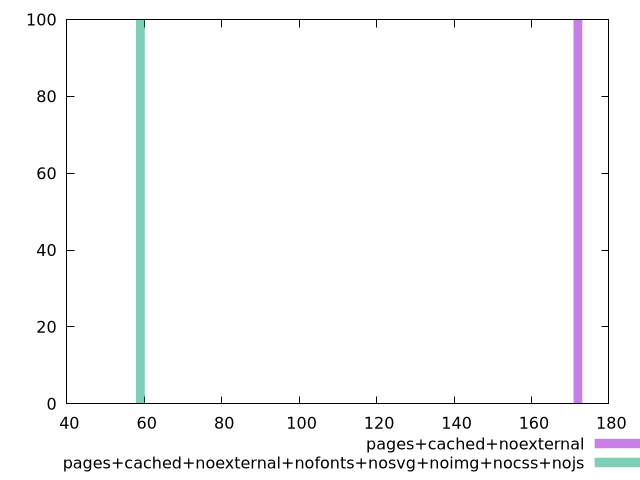 100
80
60
40
20
0
40 60 80 100 120 140 160 180
pages+cached+noexternal
pages+cached+noexternal+nofonts+nosvg+noimg+nocss+nojs